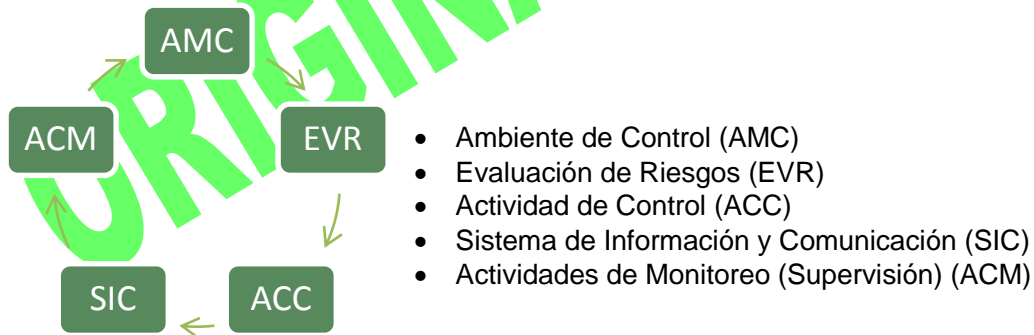 AMC
ACM
EVR
SIC
ACC
• Ambiente de Control (AMC)
• Evaluación de Riesgos (EVR)
• Actividad de Control (ACC)
• Sistema de Información y Comunicación (SIC)
• Actividades de Monitoreo (Supervisión) (ACM)